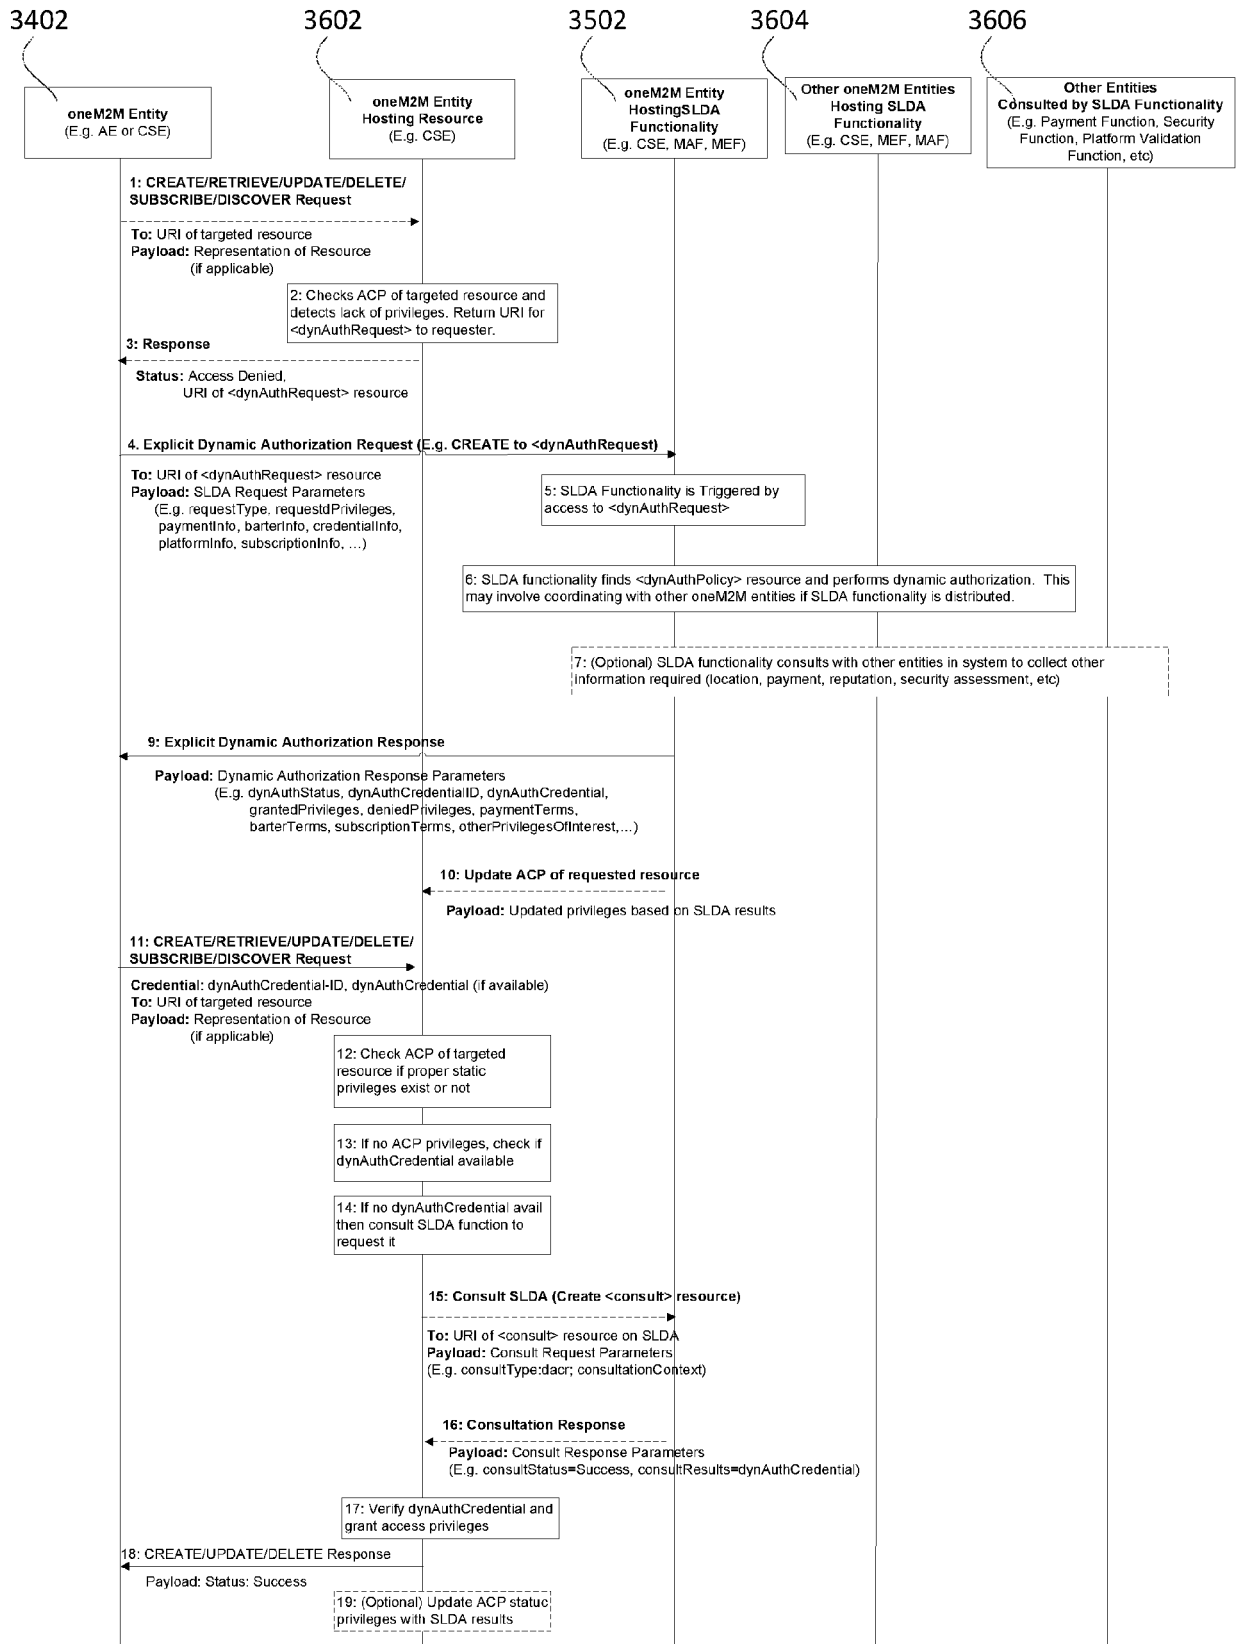 3402
3602
3502
3604
3606
oneM2M Entity
(E.g. AE or CSE)
oneM2M Entity
Hosting Resource
(E.g. CSE)
oneM2M Entity
HostingSLDA
Functionality
(E.g. CSE, MAF, MEF)
Other oneM2M Entities
Hosting SLDA
Functionality
(E.g. CSE, MEF, MAF)
Other Entities
Consulted by SLDA Functionality
(E.g. Payment Function, Security
Function, Platform Validation
Function, etc)
1: CREATE/RETRIEVE/UPDATE/DELETE/
SUBSCRIBE/DISCOVER Request
To: URI of targeted resource
Payload: Representation of Resource
(if applicable)
2: Checks ACP of targeted resource and
detects lack of privileges. Return URI for
<dynAuthRequest> to requester.
3: Response
Status: Access Denied,
URI of <dynAuthRequest> resource
4. Explicit Dynamic Authorization Request (E.g. CREATE to <dynAuthRequest)
To: URI of <dynAuthRequest> resource
Payload: SLDA Request Parameters
(E.g. requestType, requestdPrivileges,
paymentInfo, barterInfo, credentialInfo,
platformInfo, subscriptionInfo, ...)
5: SLDA Functionality is Triggered by
access to <dynAuthRequest>
6: SLDA functionality finds <dynAuthPolicy> resource and performs dynamic authorization. This
may involve coordinating with other oneM2M entities if SLDA functionality is distributed.
7: (Optional) SLDA functionality consults with other entities in system to collect other
information required (location, payment, reputation, security assessment, etc)
9: Explicit Dynamic Authorization Response
Payload: Dynamic Authorization Response Parameters
(E.g. dynAuthStatus, dynAuthCredentialID, dynAuthCredential,
grantedPrivileges, deniedPrivileges, paymentTerms,
barterTerms, subscriptionTerms, otherPrivilegesOfInterest,...)
10: Update ACP of requested resource
Payload: Updated privileges based on SLDA results
11: CREATE/RETRIEVE/UPDATE/DELETE/
SUBSCRIBE/DISCOVER Request
Credential: dynAuthCredential-ID, dynAuthCredential (if available)
To: URI of targeted resource
Payload: Representation of Resource
(if applicable)
12: Check ACP of targeted
resource if proper static
privileges exist or not
13: If no ACP privileges, check if
dynAuthCredential available
14: If no dynAuthCredential avail
then consult SLDA function to
request it
15: Consult SLDA (Create <consult> resource)
To: URI of <consult> resource on SLDA
Payload: Consult Request Parameters
(E.g. consultType:dacr; consultationContext)
16: Consultation Response
Payload: Consult Response Parameters
(E.g. consultStatus=Success, consultResults=dynAuthCredential)
17: Verify dynAuthCredential and
grant access privileges
18: CREATE/UPDATE/DELETE Response
Payload: Status: Success
19: (Optional) Update ACP statuc
privileges with SLDA results